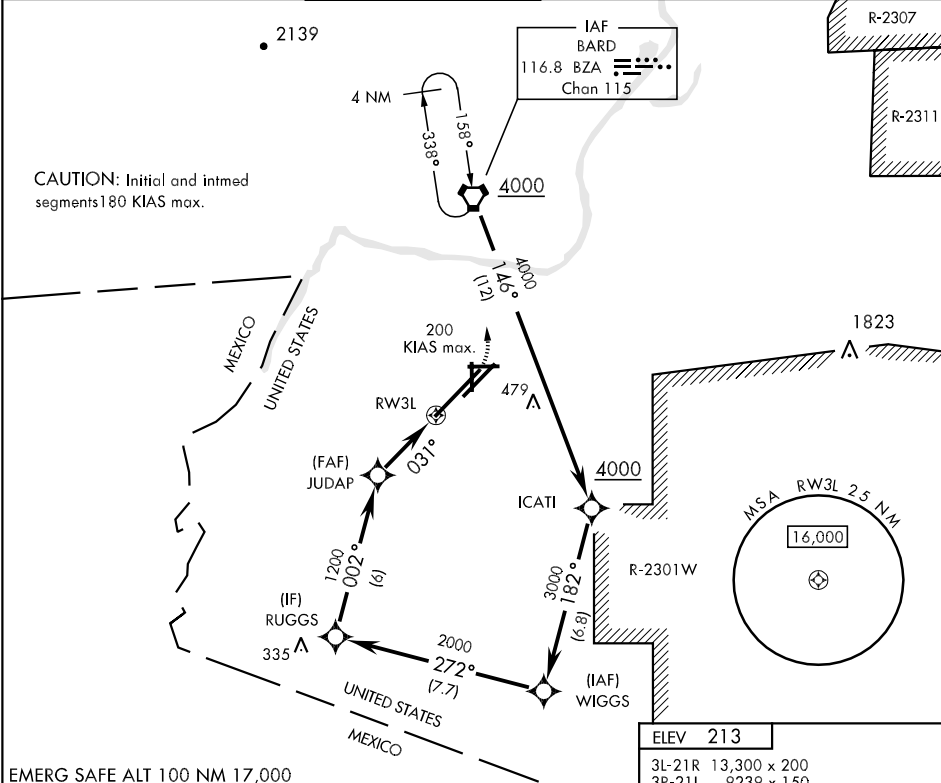 R-2307
R-2311
2139
IAF
BARD
116.8 BZA
Chan 115
4 NM
338°
158°
4000
CAUTION: Initial and intmed
segments180 KIAS max.
4000
146°
(12)
MEXICO
UNITED STATES
200
KIAS max.
1823
RW3L
479
031°
(FAF)
JUDAP
4000
ICATI
MSA RW3L 25 NM
16,000
R-2301W
1200
002°
(6)
3000
182°
(6.8)
(IF)
RUGGS
335
2000
272°
(7.7)
(IAF)
WIGGS
UNITED STATES
MEXICO
ELEV 213
3L-21R 13,300 x 200
3R-21L 9239 x 150
EMERG SAFE ALT 100 NM 17,000